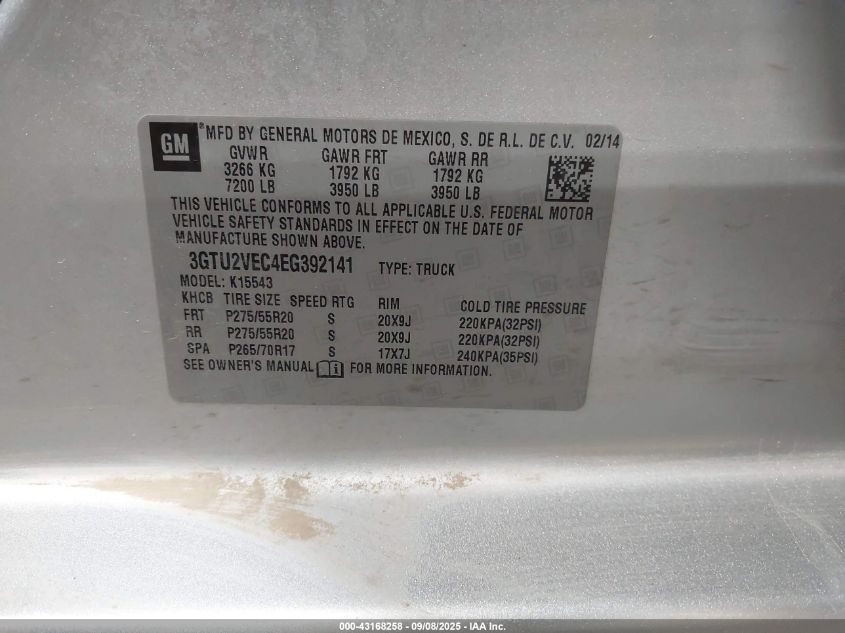 GM ® MFD BY GENERAL MOTORS DE MEXICO, S. DE R.L. DE C.V. 02/14
GVWR GAWR FRT GAWR RR
3266 KG 1792 KG 1792 KG
7200 LB 3950 LB 3950 LB
THIS VEHICLE CONFORMS TO ALL APPLICABLE U.S. FEDERAL MOTOR
VEHICLE SAFETY STANDARDS IN EFFECT ON THE DATE OF
MANUFACTURE SHOWN ABOVE.
3GTU2VEC4EG392141 TYPE: TRUCK
MODEL: K15543
KHCB TIRE SIZE SPEED RTG RIM COLD TIRE PRESSURE
FRT P275/55R20 S 20X9J 220KPA(32PSI)
RR P275/55R20 S 20X9J 220KPA(32PSI)
SPA P265/70R17 S 17X7J 240KPA(35PSI)
SEE OWNER'S MANUAL i FOR MORE INFORMATION.
000-43168258 - 09/08/2025 - IAA Inc.